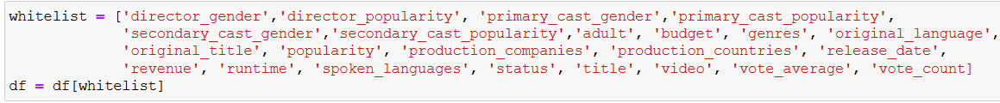 whitelist = ['director_gender','director_popularity', 'primary_cast_gender','primary_cast_popularity',
'secondary_cast_gender','secondary_cast_popularity','adult', 'budget', 'genres', 'original_language',
'original_title', 'popularity', 'production_companies', 'production_countries', 'release_date',
'revenue', 'runtime', 'spoken_languages', 'status', 'title', 'video', 'vote_average', 'vote_count]
df = df[whitelist]